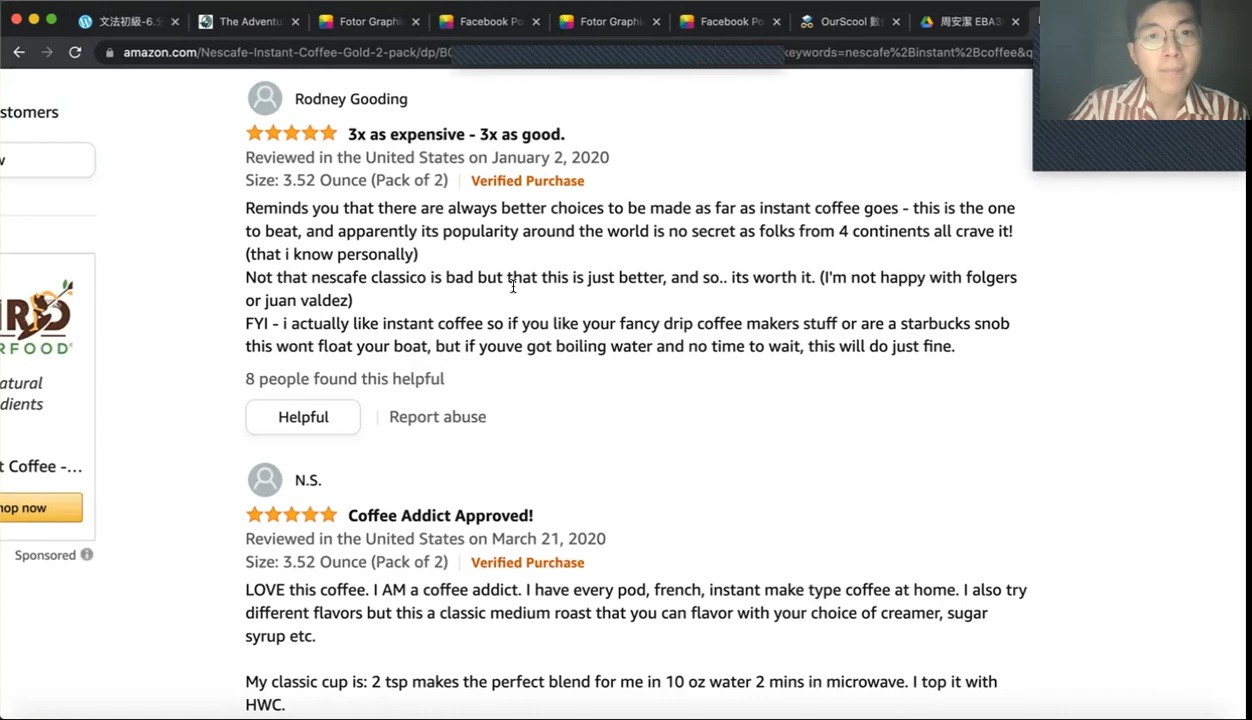 文法初級-6.分
The Adventu
Fotor Graphi
Facebook Po
Fotor Graphi
Facebook Po
OurScool 數
周安潔 EBA3
amazon.com/Nescafe-Instant-Coffee-Gold-2-pack/dp/B0
eywords=nescafe%2Binstant%2Bcoffee&q
stomers
w
Rodney Gooding
3x as expensive - 3x as good.
Reviewed in the United States on January 2, 2020
Size: 3.52 Ounce (Pack of 2) | Verified Purchase
Reminds you that there are always better choices to be made as far as instant coffee goes - this is the one
to beat, and apparently its popularity around the world is no secret as folks from 4 continents all crave it!
(that i know personally)
Not that nescafe classico is bad but that this is just better, and so.. its worth it. (I'm not happy with folgers
or juan valdez)
FYI - i actually like instant coffee so if you like your fancy drip coffee makers stuff or are a starbucks snob
this wont float your boat, but if youve got boiling water and no time to wait, this will do just fine.
8 people found this helpful
Helpful | Report abuse
IRD
RFOOD
atural
dients
t Coffee -...
hop now
Sponsored
N.S.
Coffee Addict Approved!
Reviewed in the United States on March 21, 2020
Size: 3.52 Ounce (Pack of 2) | Verified Purchase
LOVE this coffee. I AM a coffee addict. I have every pod, french, instant make type coffee at home. I also try
different flavors but this a classic medium roast that you can flavor with your choice of creamer, sugar
syrup etc.
My classic cup is: 2 tsp makes the perfect blend for me in 10 oz water 2 mins in microwave. I top it with
HWC.